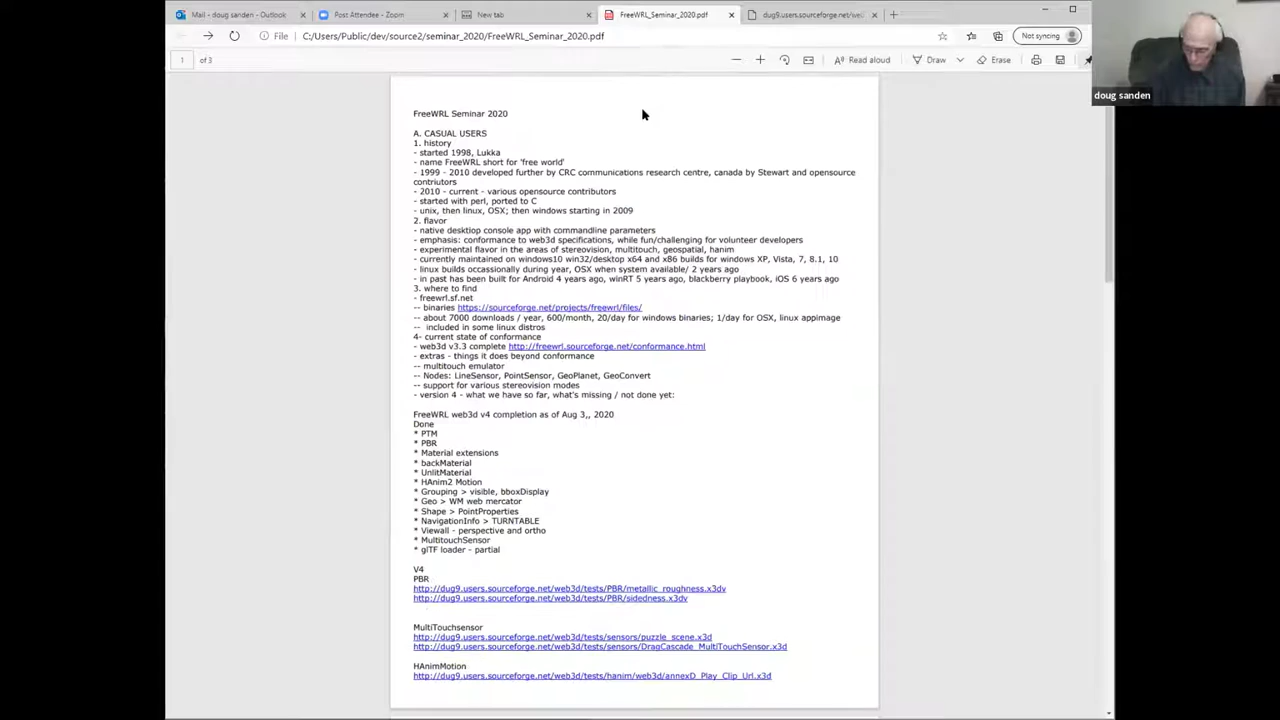 Mail - doug sanden - Outlook
Post Attendee - Zoom
New tab
FreeWRL_Seminar_2020.pdf
dug9.users.sourceforge.net/we
File
C:/Users/Public/dev/source2/seminar_2020/FreeWRL_Seminar_2020.pdf
Not syncing
1 of 3
Read aloud
Draw
Erase
doug sanden
FreeWRL Seminar 2020
A. CASUAL USERS
1. history
- started 1998, Lukka
- name FreeWRL short for 'free world'
- 1999 - 2010 developed further by CRC communications research centre, canada by Stewart and opensource
contriutors
- 2010 - current - various opensource contributors
- started with perl, ported to C
- unix, then linux, OSX; then windows starting in 2009
2. flavor
- native desktiop console app with commandline parameters
- emphasis: conformance to web3d specifications, while fun/challenging for volunteer developers
- experimental flavor in the areas of stereovision, multitouch, geospatial, hanim
- currently maintained on windows10 win32/desktop x64 and x86 builds for windows XP, Vista, 7, 8.1, 10
- linux builds occassionally during year, OSX when system available/ 2 years ago
- in past has been built for Android 4 years ago, winRT 5 years ago, blackberry playbook, iOS 6 years ago
3. where to find
- freewrl.sf.net
-- binaries https://sourceforge.net/projects/freewrl/files/
-- about 7000 downloads / year, 600/month, 20/day for windows binaries; 1/day for OSX, linux appimage
-- included in some linux distros
4- current state of conformance
- web3d v3.3 complete http://freewrl.sourceforge.net/conformance.html
- extras - things it does beyond conformance
-- multitouch emulator
-- Nodes: LineSensor, PointSensor, GeoPlanet, GeoConvert
-- support for various stereovision modes
- version 4 - what we have so far, what's missing / not done yet:
FreeWRL web3d v4 completion as of Aug 3,, 2020
Done
* PTM
* PBR
* Material extensions
* backMaterial
* UnlitMaterial
* HAnim2 Motion
* Grouping > visible, bboxDisplay
* Geo > WM web mercator
* Shape > PointProperties
* NavigationInfo > TURNTABLE
* Viewall - perspective and ortho
* MultitouchSensor
* glTF loader - partial
V4
PBR
http://dug9.users.sourceforge.net/web3d/tests/PBR/metallic_roughness.x3dv
http://dug9.users.sourceforge.net/web3d/tests/PBR/sidedness.x3dv
MultiTouchsensor
http://dug9.users.sourceforge.net/web3d/tests/sensors/puzzle_scene.x3d
http://dug9.users.sourceforge.net/web3d/tests/sensors/DragCascade_MultiTouchSensor.x3d
HAnimMotion
http://dug9.users.sourceforge.net/web3d/tests/hanim/web3d/annexD_Play_Clip_Url.x3d